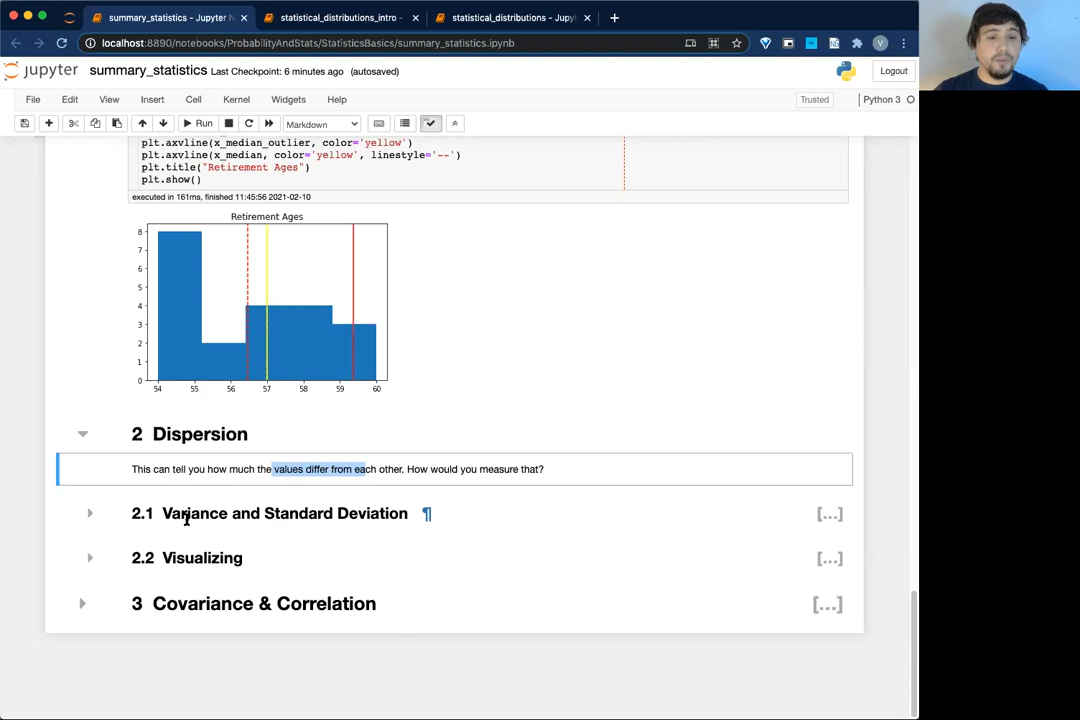 summary_statistics - Jupyter N
statistical_distributions_intro -
statistical_distributions - Jupyt
localhost:8890/notebooks/ProbabilityAndStats/StatisticsBasics/summary_statistics.ipynb
V
jupyter summary_statistics Last Checkpoint: 6 minutes ago (autosaved)
Logout
File Edit View Insert Cell Kernel Widgets Help
Trusted Python 3
Run Markdown
plt.axvline(x_median_outlier, color='yellow')
plt.axvline(x_median, color='yellow', linestyle='--')
plt.title("Retirement Ages")
plt.show()
executed in 161ms, finished 11:45:56 2021-02-10
Retirement Ages
8
7
6
5
4
3
2
1
0
54 55 56 57 58 59 60
2 Dispersion
This can tell you how much the values differ from each other. How would you measure that?
2.1 Variance and Standard Deviation ¶
[...]
2.2 Visualizing
[...]
3 Covariance & Correlation
[...]